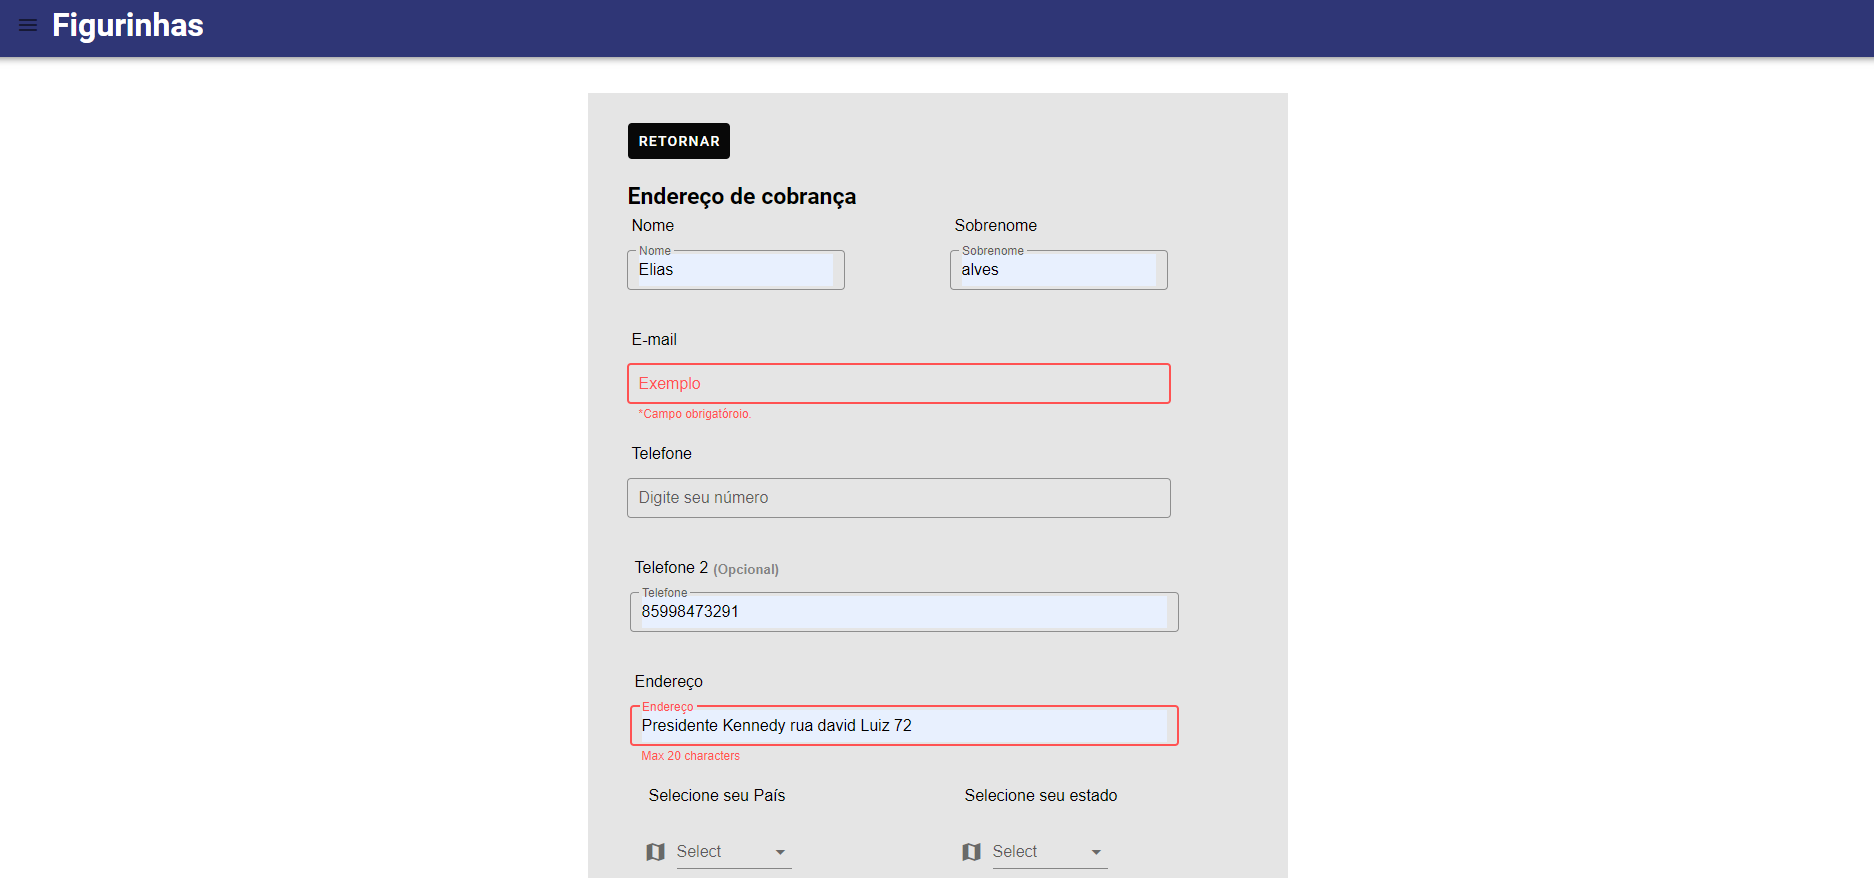 Figurinhas
RETORNAR
Endereço de cobrança
Nome Sobrenome
Nome Sobrenome
Elias alves
E-mail
Exemplo
*Campo obrigatóroio.
Telefone
Digite seu número
Telefone 2 (Opcional)
Telefone
85998473291
Endereço
Endereço
Presidente Kennedy rua david Luiz 72
Max 20 characters
Selecione seu País Selecione seu estado
Select Select